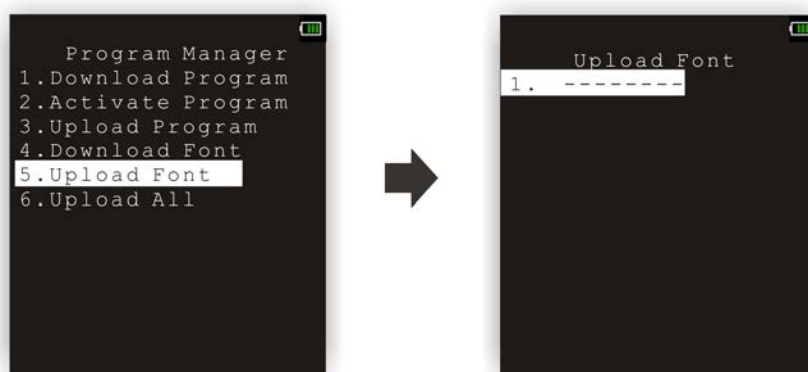 Program Manager
1.Download Program
2.Activate Program
3.Upload Program
4.Download Font
5.Upload Font
6.Upload All
Upload Font
1. --------